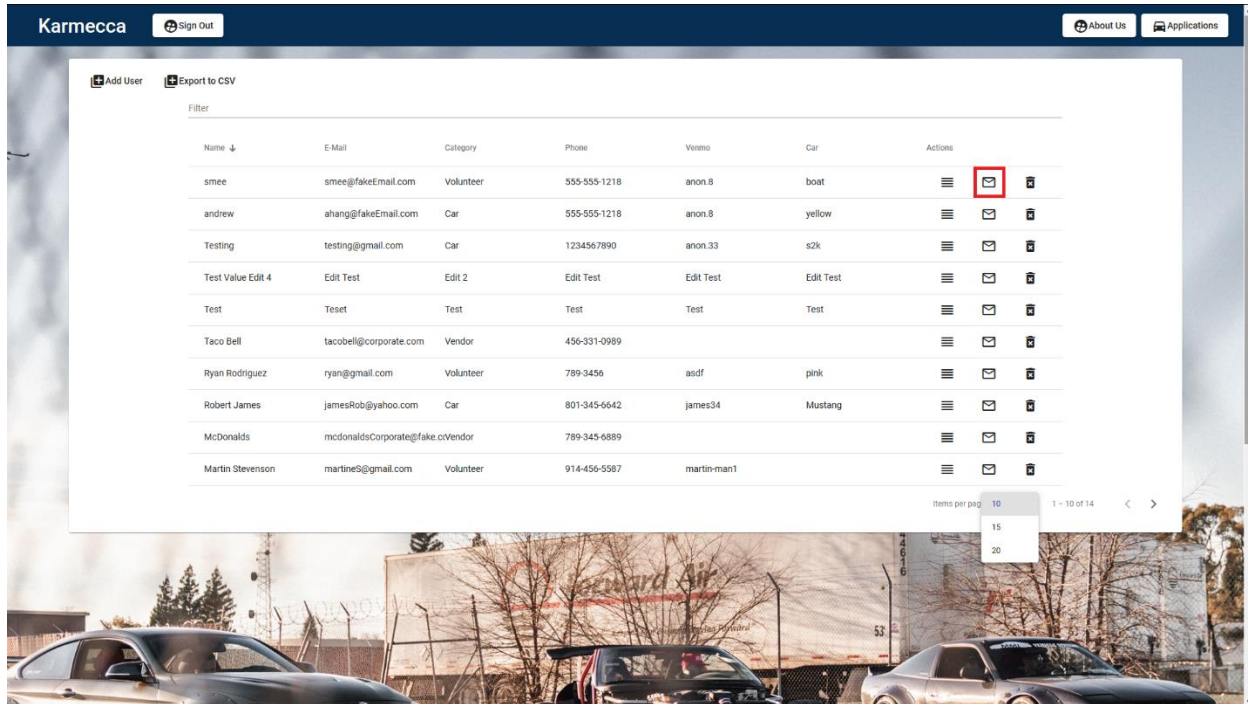 Karmecca Sign Out About Us Applications
Add User Export to CSV
Filter
Name E-Mail Category Phone Venmo Car Actions
smee smee@fakeEmail.com Volunteer 555-555-1218 anon.8 boat
andrew ahang@fakeEmail.com Car 555-555-1218 anon.8 yellow
Testing testing@gmail.com Car 1234567890 anon.33 s2k
Test Value Edit 4 Edit Test Edit 2 Edit Test Edit Test Edit Test
Test Teset Test Test Test Test
Taco Bell tacobell@corporate.com Vendor 456-331-0989
Ryan Rodriguez ryan@gmail.com Volunteer 789-3456 asdf pink
Robert James jamesRob@yahoo.com Car 801-345-6642 james34 Mustang
McDonalds mcdonaldsCorporate@fake.co Vendor 789-345-6889
Martin Stevenson martineS@gmail.com Volunteer 914-456-5587 martin-man1
Items per pag 10 1 – 10 of 14
15
20
Forward Air
53'
44616